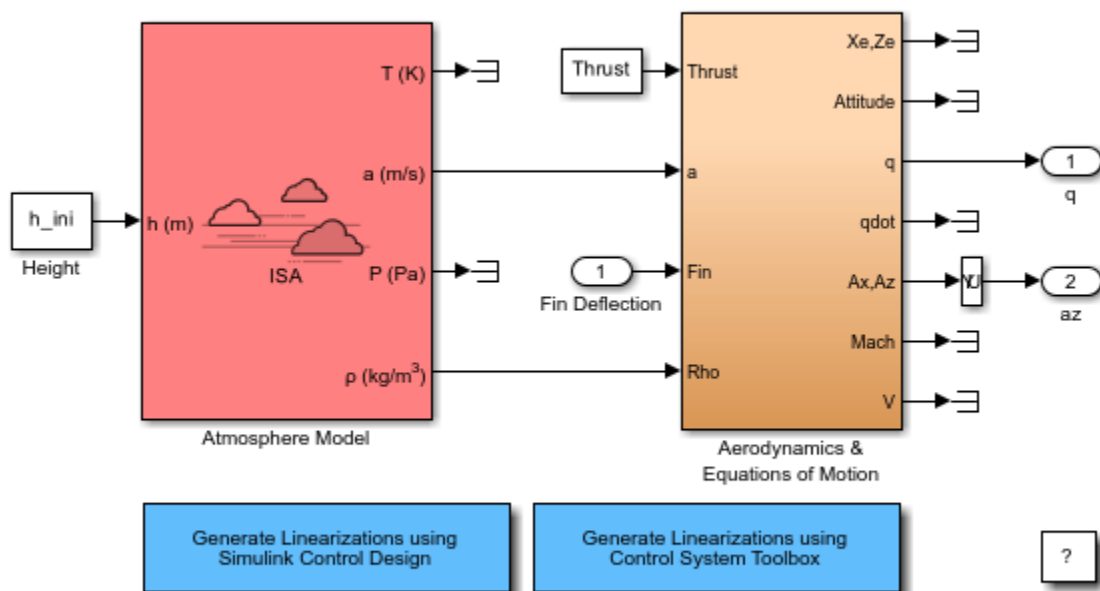 h_ini
Height
h (m)
T (K)
a (m/s)
ISA
P (Pa)
ρ (kg/m³)
Atmosphere Model
Thrust
1
Fin Deflection
Thrust
a
Fin
Rho
Xe,Ze
Attitude
q
qdot
Ax,Az
Mach
V
Aerodynamics &
Equations of Motion
1
q
2
az
Generate Linearizations using
Simulink Control Design
Generate Linearizations using
Control System Toolbox
?